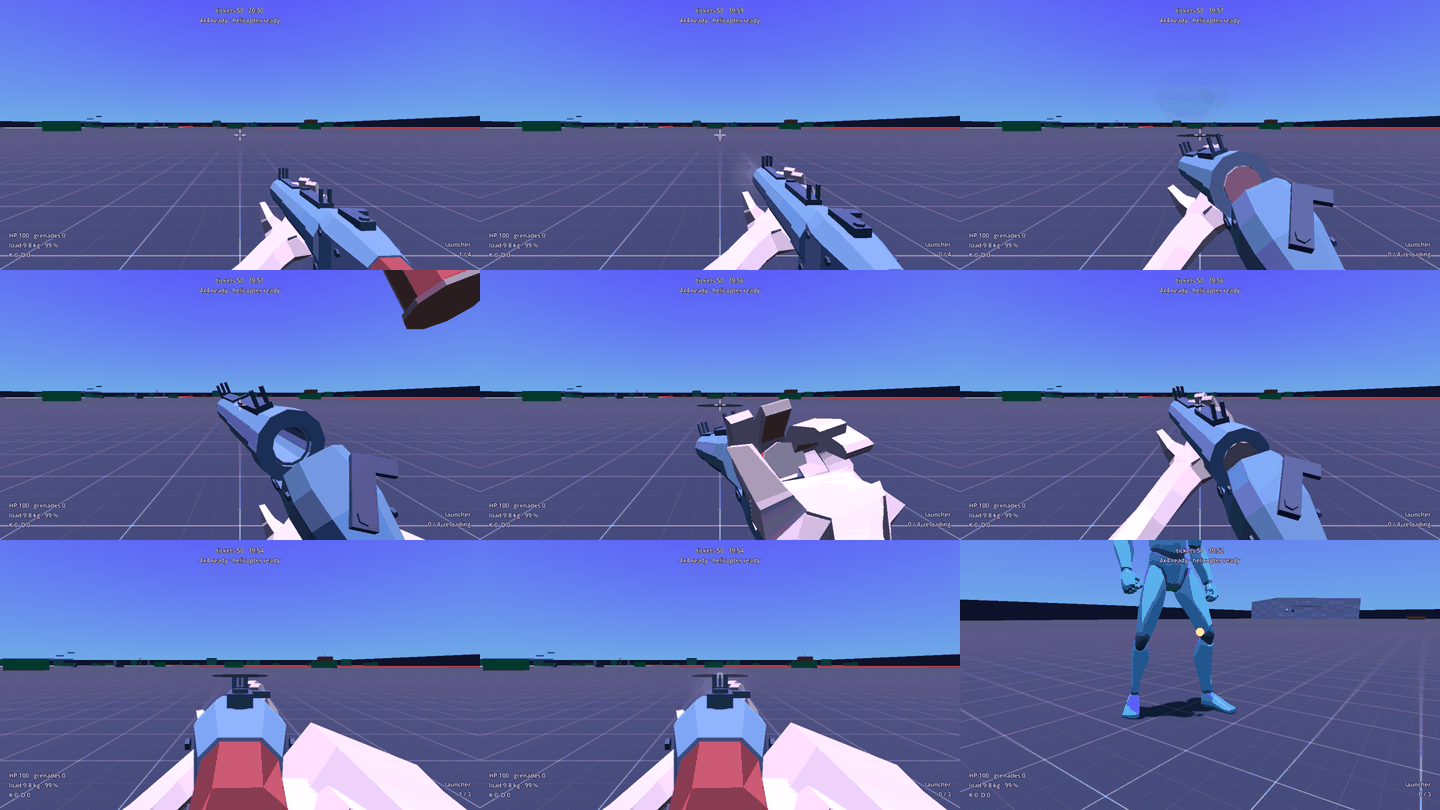 tickets 50 20:00
4x4 ready helicopter ready
HP 100 grenades 0
load 9.8 kg 99 %
K 0 D 0
launcher
1 / 4
tickets 50 19:59
4x4 ready helicopter ready
HP 100 grenades 0
load 9.8 kg 99 %
K 0 D 0
launcher
0 / 4
tickets 50 19:57
4x4 ready helicopter ready
HP 100 grenades 0
load 9.8 kg 99 %
K 0 D 0
launcher
0 / 4 reloading
tickets 50 19:57
4x4 ready helicopter ready
HP 100 grenades 0
load 9.8 kg 99 %
K 0 D 0
launcher
0 / 4 reloading
tickets 50 19:56
4x4 ready helicopter ready
HP 100 grenades 0
load 9.8 kg 99 %
K 0 D 0
launcher
0 / 4 reloading
tickets 50
4x4 ready helicopter ready
HP 100 grenades 0
load 9.8 kg 99 %
K 0 D 0
launcher
0 / 4 reloading
tickets 50 19:54
4x4 ready helicopter ready
HP 100 grenades 0
load 9.8 kg 99 %
K 0 D 0
launcher
1 / 3
tickets 50 19:54
4x4 ready helicopter ready
HP 100 grenades 0
load 9.8 kg 99 %
K 0 D 0
launcher
0 / 3
tickets 50 19:52
4x4 ready helicopter ready
HP 100 grenades 0
load 9.8 kg 99 %
K 0 D 0
launcher
0 / 3